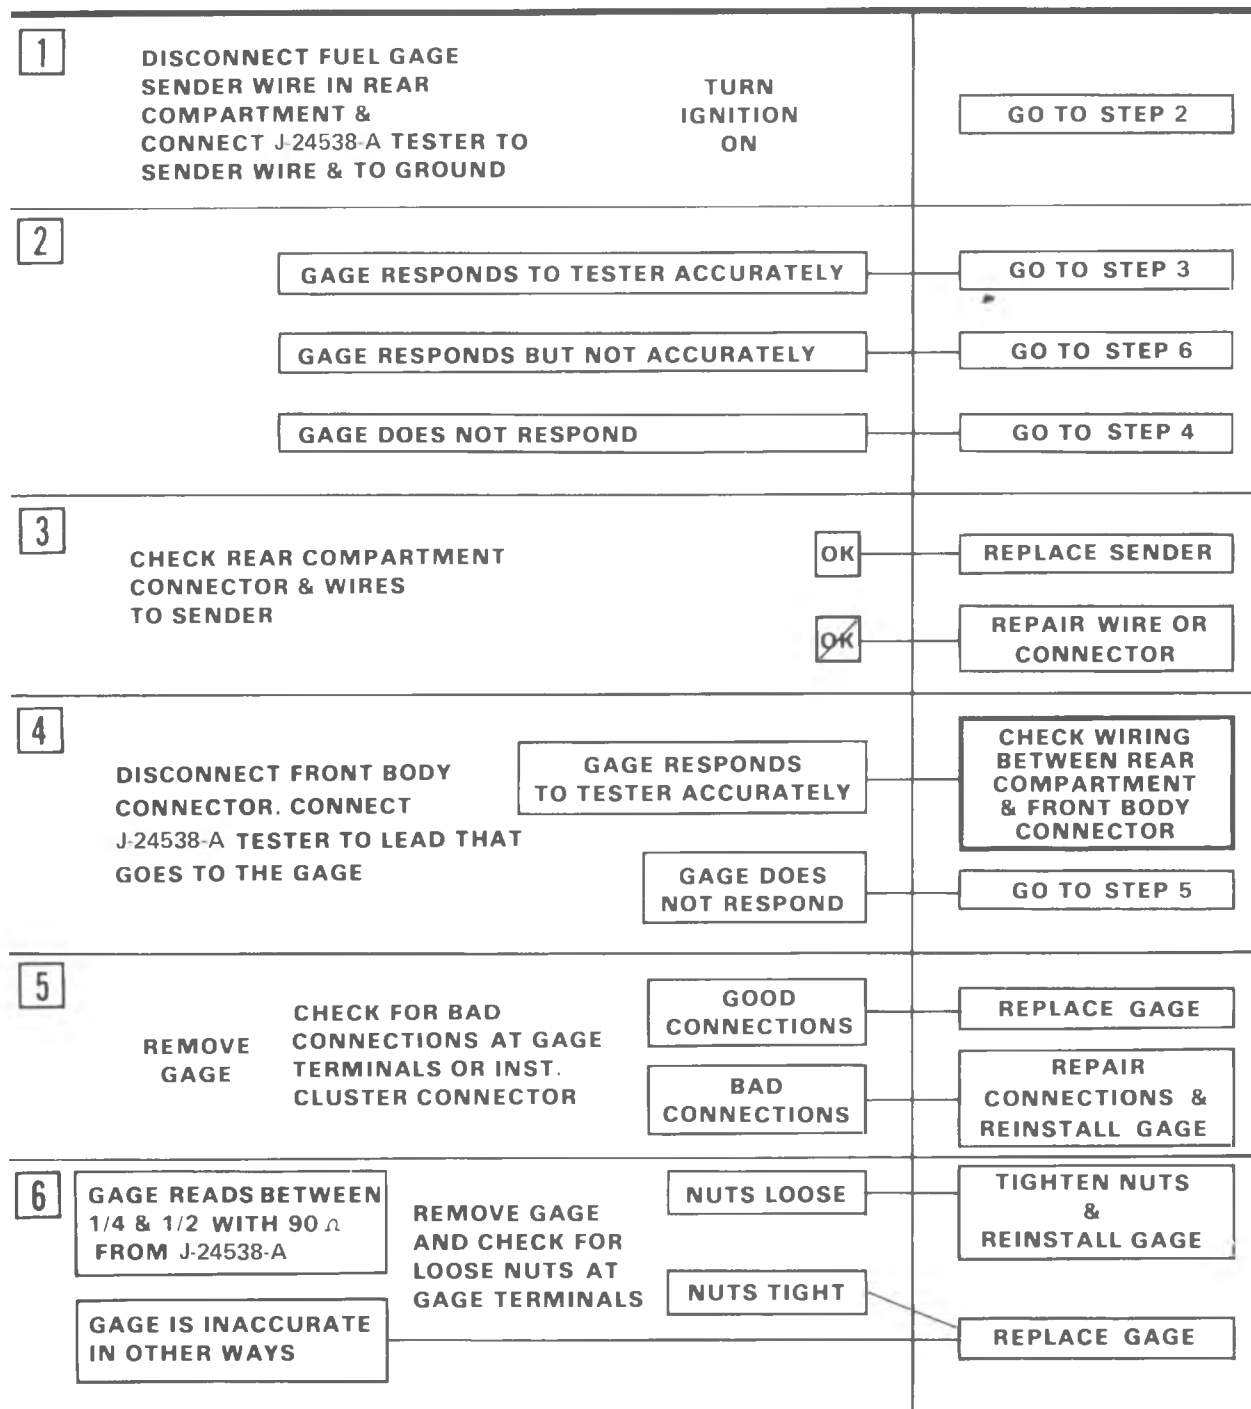 1
DISCONNECT FUEL GAGE
SENDER WIRE IN REAR
COMPARTMENT &
CONNECT J-24538-A TESTER TO
SENDER WIRE & TO GROUND
TURN
IGNITION
ON
GO TO STEP 2
2
GAGE RESPONDS TO TESTER ACCURATELY
GO TO STEP 3
GAGE RESPONDS BUT NOT ACCURATELY
GO TO STEP 6
GAGE DOES NOT RESPOND
GO TO STEP 4
3
CHECK REAR COMPARTMENT
CONNECTOR & WIRES
TO SENDER
OK
REPLACE SENDER
OK
REPAIR WIRE OR
CONNECTOR
4
DISCONNECT FRONT BODY
CONNECTOR. CONNECT
J-24538-A TESTER TO LEAD THAT
GOES TO THE GAGE
GAGE RESPONDS
TO TESTER ACCURATELY
CHECK WIRING
BETWEEN REAR
COMPARTMENT
& FRONT BODY
CONNECTOR
GAGE DOES
NOT RESPOND
GO TO STEP 5
5
REMOVE
GAGE
CHECK FOR BAD
CONNECTIONS AT GAGE
TERMINALS OR INST.
CLUSTER CONNECTOR
GOOD
CONNECTIONS
REPLACE GAGE
BAD
CONNECTIONS
REPAIR
CONNECTIONS &
REINSTALL GAGE
6
GAGE READS BETWEEN
1/4 & 1/2 WITH 90 Ω
FROM J-24538-A
REMOVE GAGE
AND CHECK FOR
LOOSE NUTS AT
GAGE TERMINALS
NUTS LOOSE
TIGHTEN NUTS
&
REINSTALL GAGE
NUTS TIGHT
GAGE IS INACCURATE
IN OTHER WAYS
REPLACE GAGE